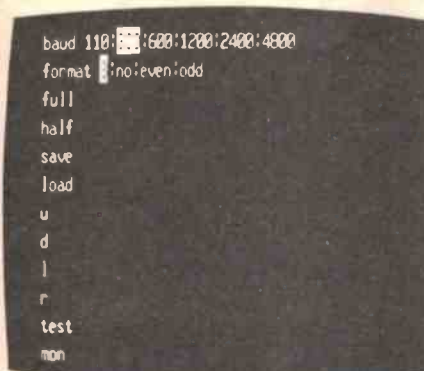 baud 110: :600:1200:2400:4800
format :no:even:odd
full
half
save
load
u
d
l
r
test
mon